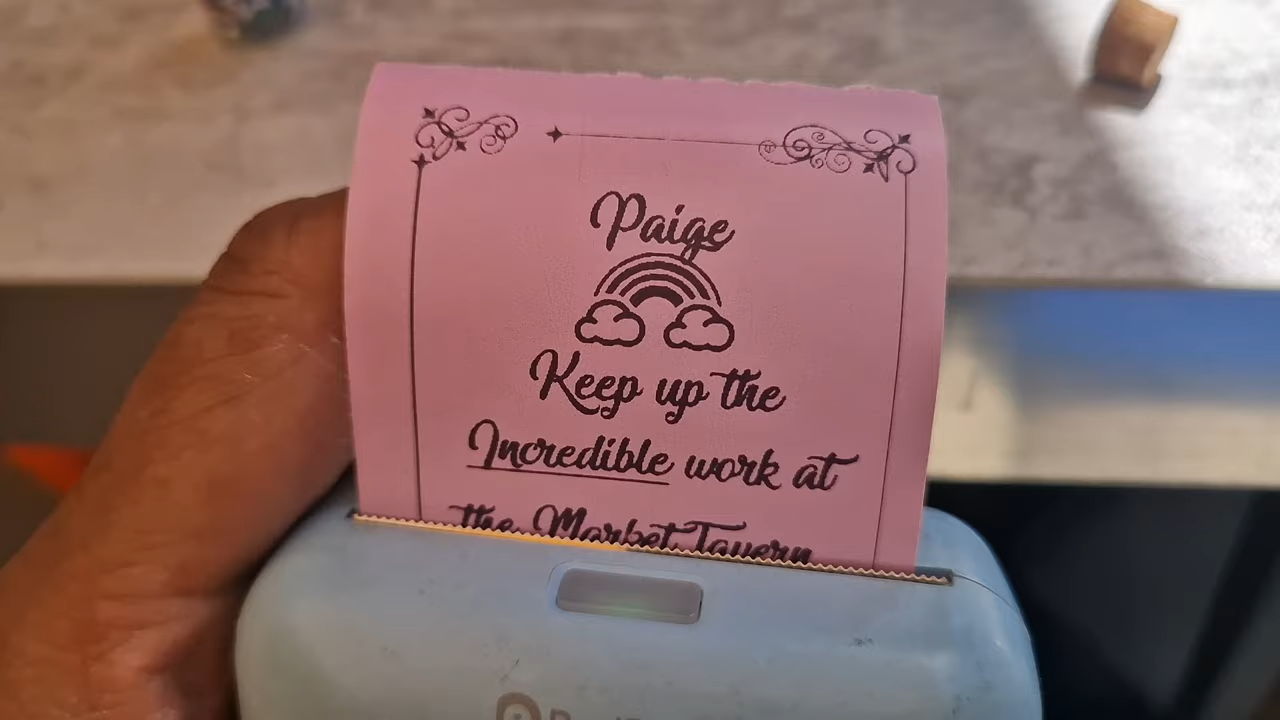 Paige
Keep up the
Incredible work at
the Market Tavern